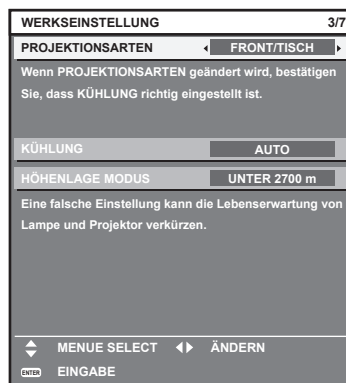 WERKSEINSTELLUNG 3/7
PROJEKTIONSARTEN FRONT/TISCH
Wenn PROJEKTIONSARTEN geändert wird, bestätigen
Sie, dass KÜHLUNG richtig eingestellt ist.
KÜHLUNG AUTO
HÖHENLAGE MODUS UNTER 2700 m
Eine falsche Einstellung kann die Lebenserwartung von
Lampe und Projektor verkürzen.
MENUE SELECT ÄNDERN
ENTER EINGABE